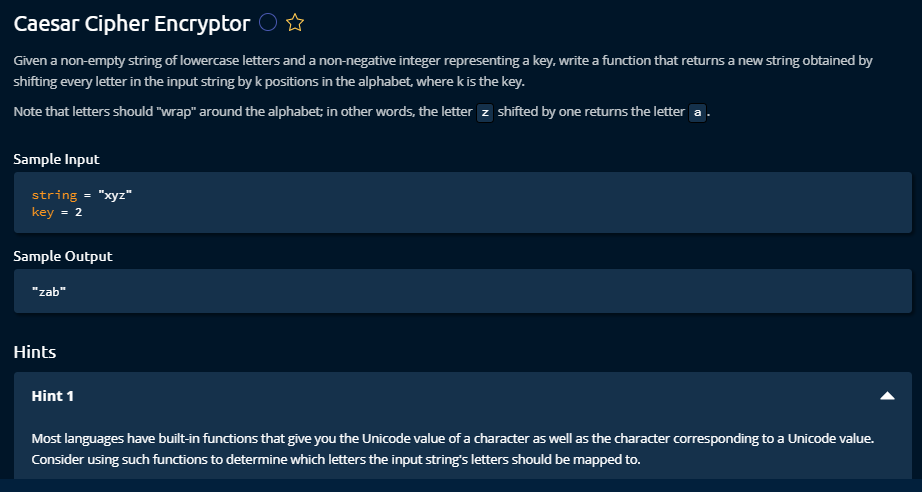 Caesar Cipher Encryptor
Given a non-empty string of lowercase letters and a non-negative integer representing a key, write a function that returns a new string obtained by
shifting every letter in the input string by k positions in the alphabet, where k is the key.
Note that letters should "wrap" around the alphabet; in other words, the letter z shifted by one returns the letter a .
Sample Input
string = "xyz"
key = 2
Sample Output
"zab"
Hints
Hint 1
Most languages have built-in functions that give you the Unicode value of a character as well as the character corresponding to a Unicode value.
Consider using such functions to determine which letters the input string's letters should be mapped to.